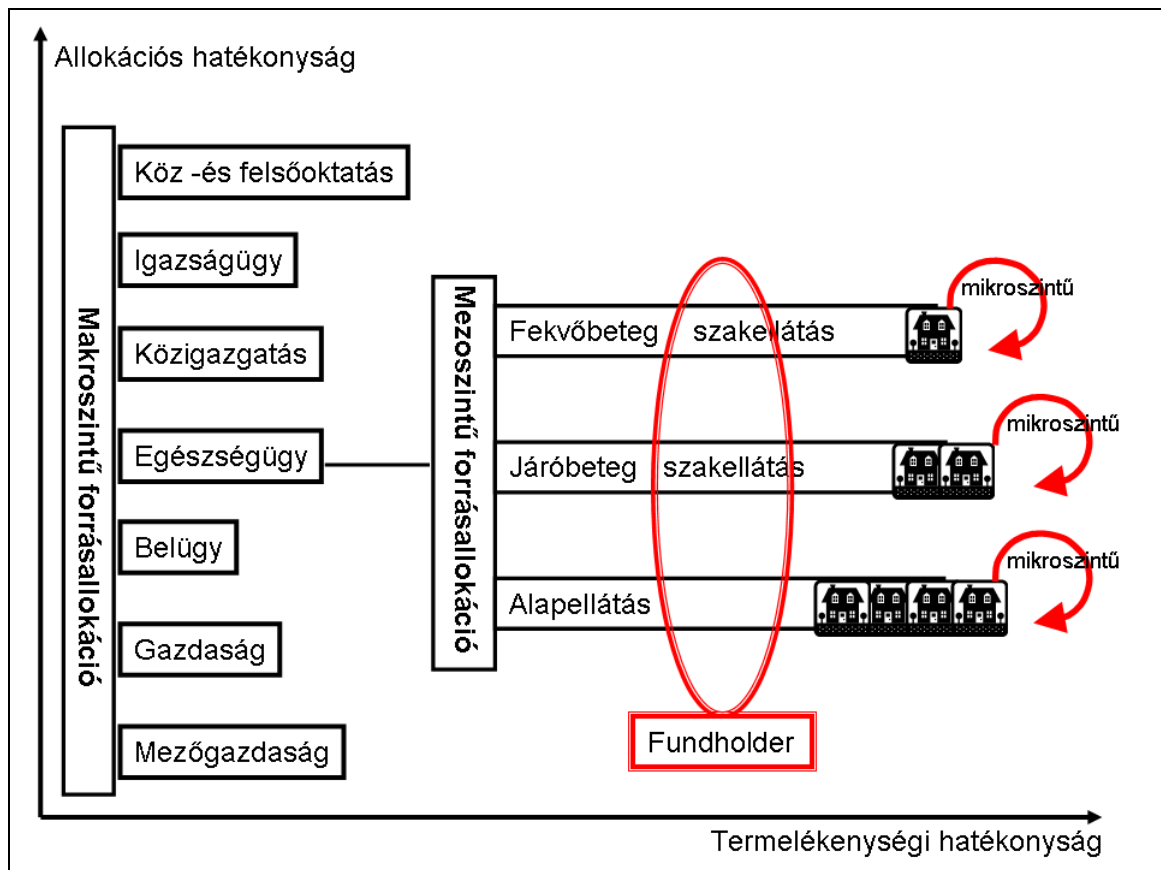 Allokációs hatékonyság
Makroszintű forrásallokáció
Köz -és felsőoktatás
Igazságügy
Közigazgatás
Egészségügy
Belügy
Gazdaság
Mezőgazdaság
Mezoszintű forrásallokáció
Fekvőbeteg szakellátás
mikroszintű
Járóbeteg szakellátás
mikroszintű
Alapellátás
mikroszintű
Fundholder
Termelékenységi hatékonyság